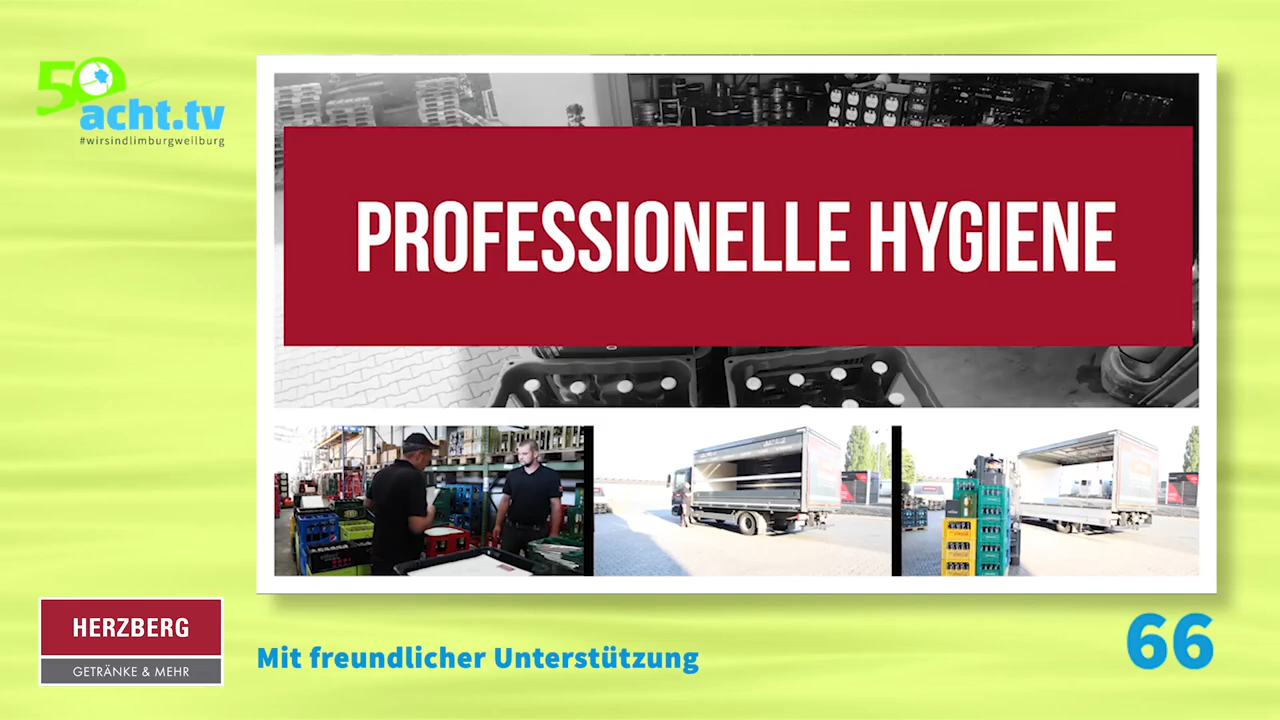 50
acht.tv
#wirsindlimburgweilburg
PROFESSIONELLE HYGIENE
HERZBERG
GETRÄNKE & MEHR
Mit freundlicher Unterstützung
66